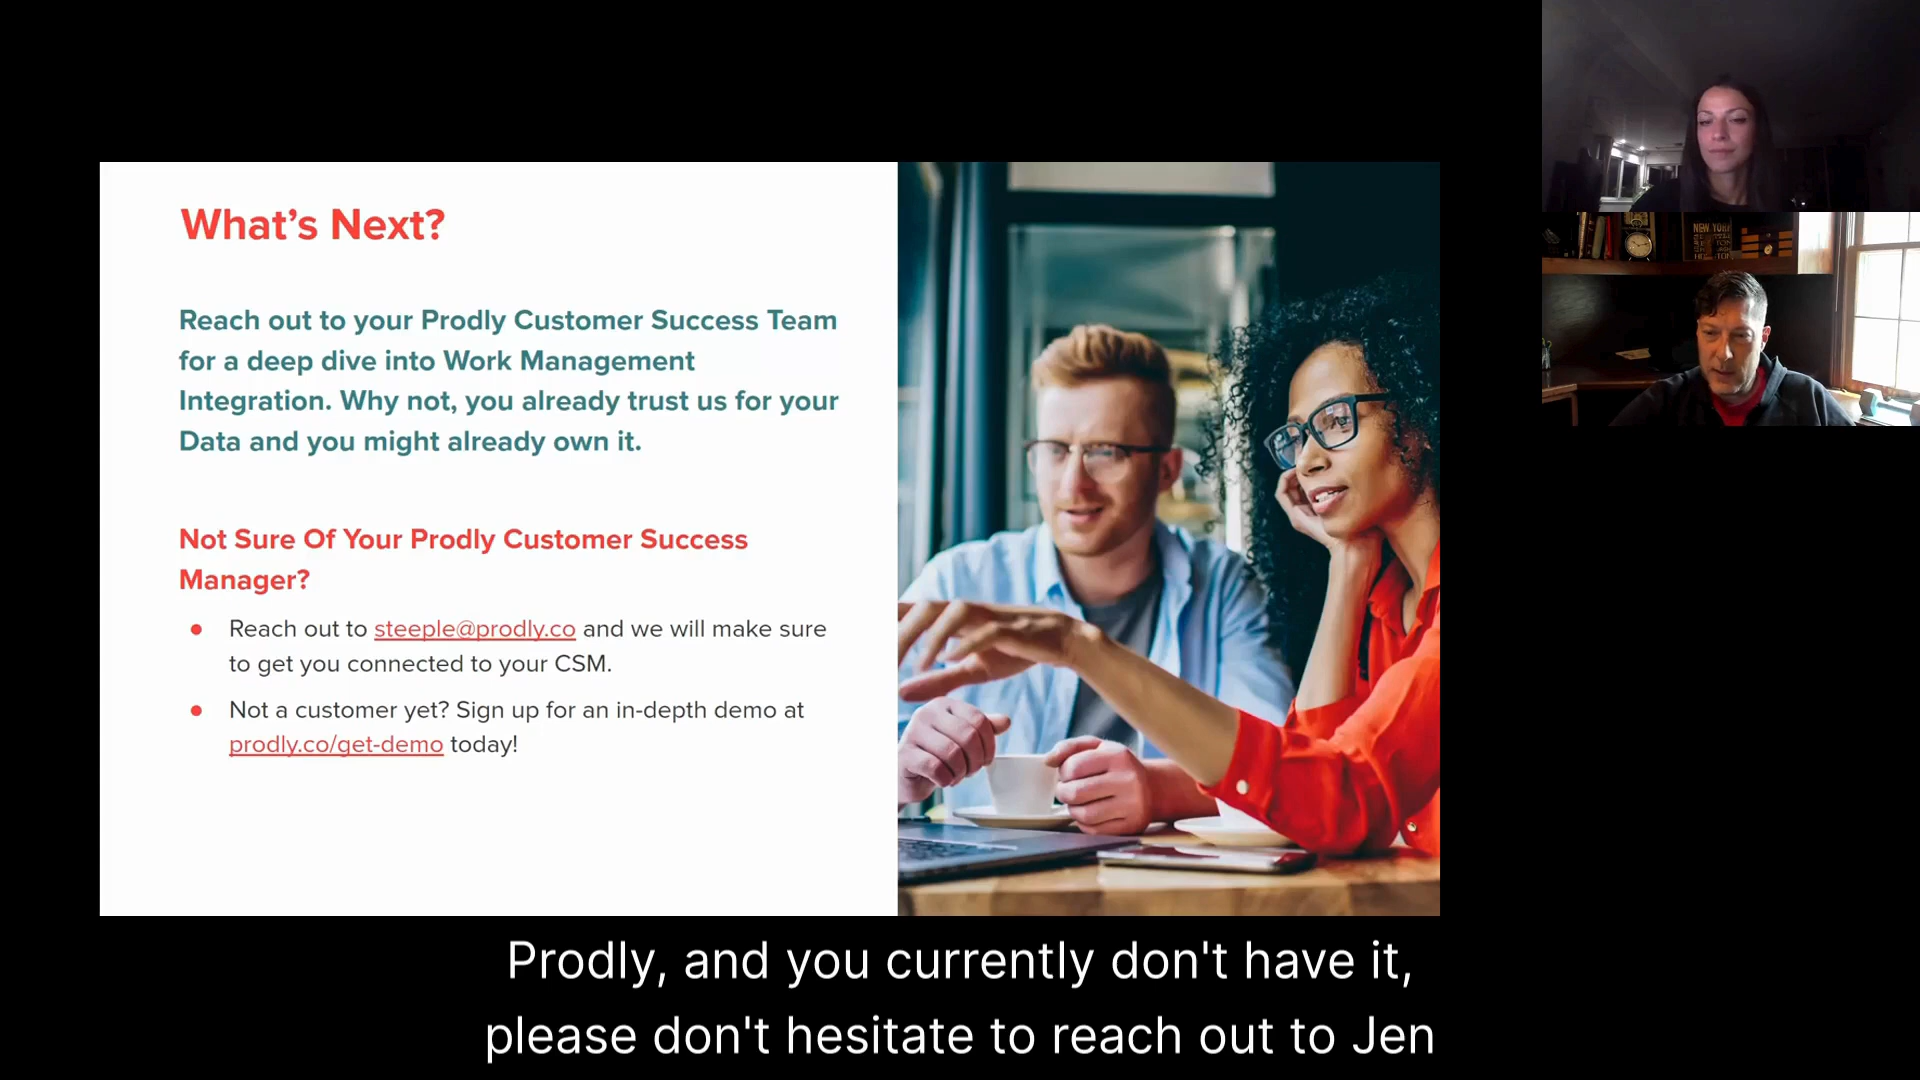 What's Next?
Reach out to your Prodly Customer Success Team
for a deep dive into Work Management
Integration. Why not, you already trust us for your
Data and you might already own it.
Not Sure Of Your Prodly Customer Success
Manager?
● Reach out to steeple@prodly.co and we will make sure
to get you connected to your CSM.
● Not a customer yet? Sign up for an in-depth demo at
prodly.co/get-demo today!
NEW YORK
Prodly, and you currently don't have it,
please don't hesitate to reach out to Jen